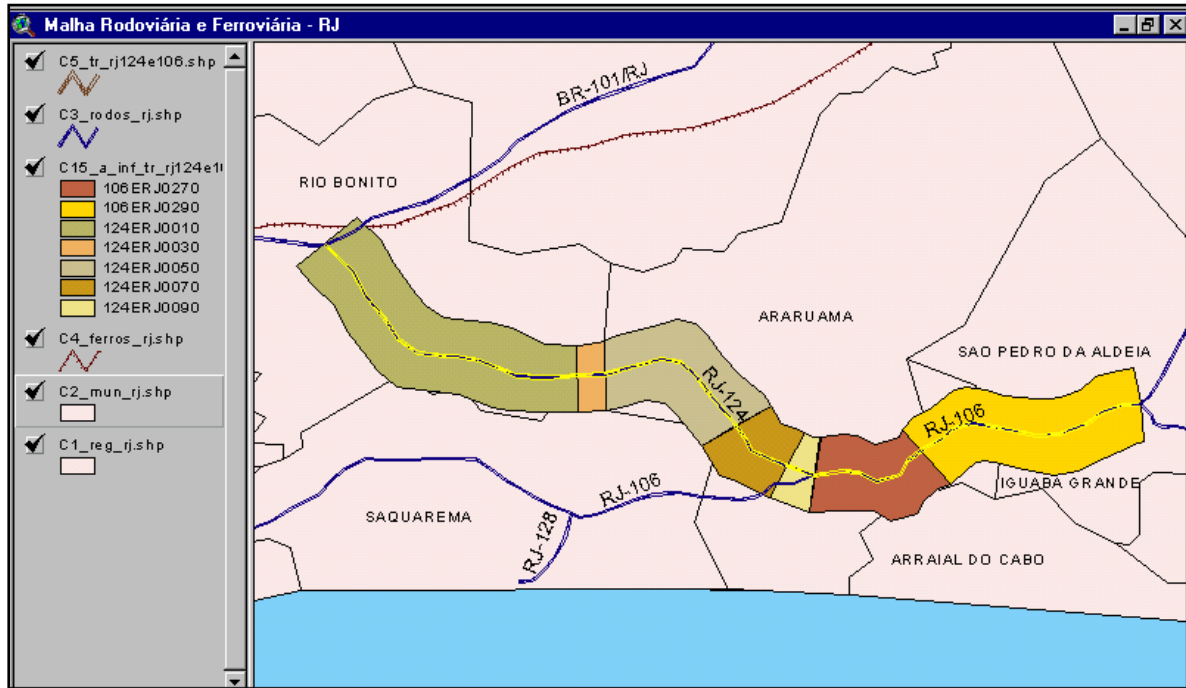 Malha Rodoviária e Ferroviária - RJ
C5_tr_rj124e106.shp
C3_rodos_rj.shp
C15_a_inf_tr_rj124e1
106ERJ0270
106ERJ0290
124ERJ0010
124ERJ0030
124ERJ0050
124ERJ0070
124ERJ0090
C4_ferros_rj.shp
C2_mun_rj.shp
C1_reg_rj.shp
BR-101/RJ
RIO BONITO
ARARUAMA
SAO PEDRO DA ALDEIA
RJ-124
RJ-106
IGUABA GRANDE
RJ-106
SAQUAREMA
RJ-128
ARRAIAL DO CABO